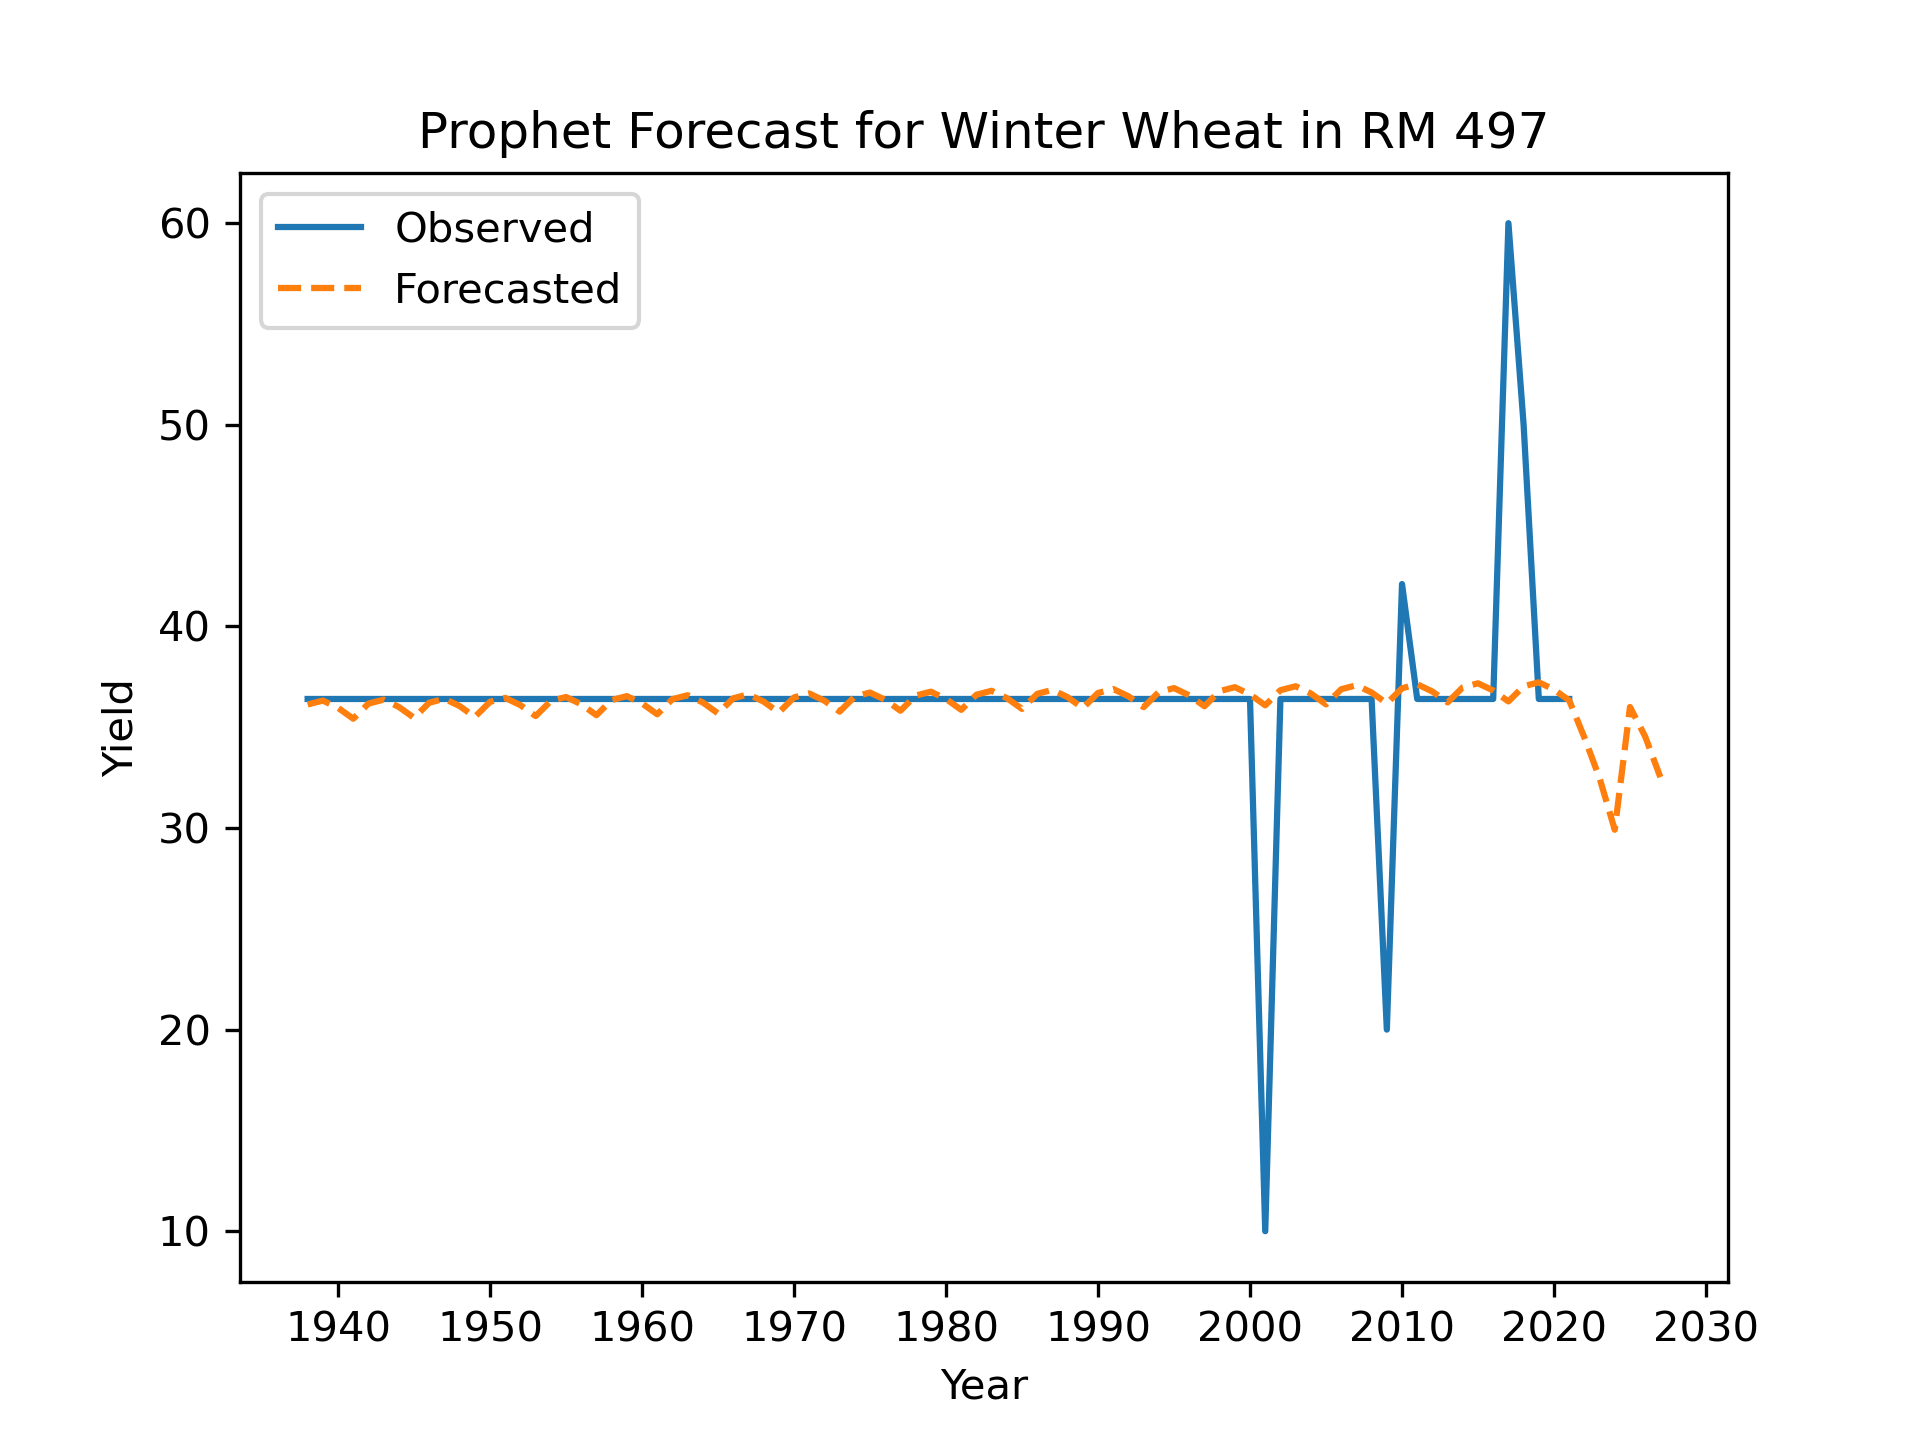 Prophet Forecast for Winter Wheat in RM 497
Observed
Forecasted
60
50
40
30
20
10
Yield
1940 1950 1960 1970 1980 1990 2000 2010 2020 2030
Year